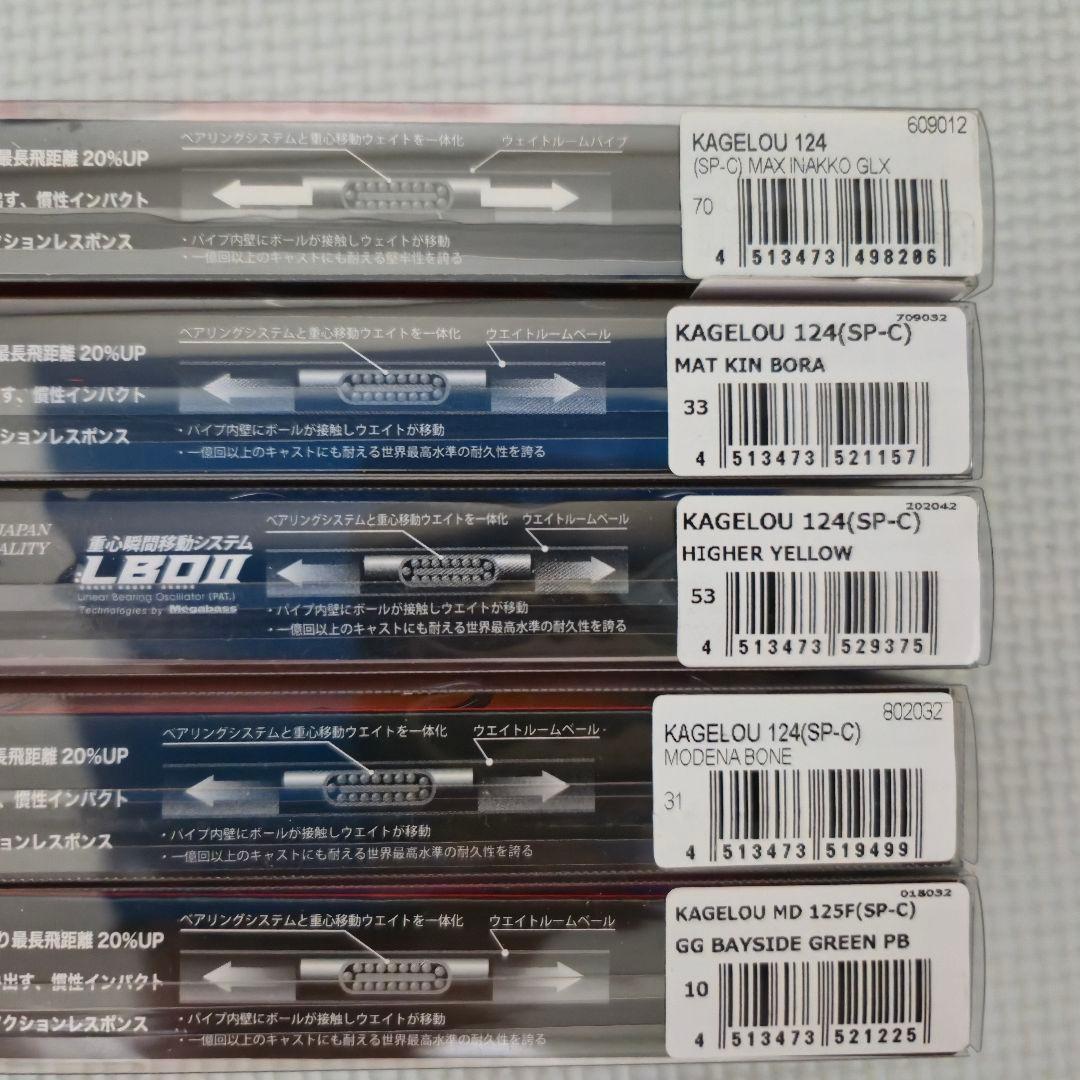 最長飛距離 20%UP
出す、慣性インパクト
クションレスポンス
ベアリングシステムと重心移動ウェイトを一体化
ウェイトルームパイプ
・パイプ内壁にボールが接触しウェイトが移動
・一億回以上のキャストにも耐える堅牢性を誇る
609012
KAGELOU 124
(SP-C) MAX INAKKO GLX
70
4 513473 498206
最長飛距離 20%UP
す、慣性インパクト
ションレスポンス
ベアリングシステムと重心移動ウエイトを一体化
ウエイトルームベール
・パイプ内壁にボールが接触しウエイトが移動
・一億回以上のキャストにも耐える世界最高水準の耐久性を誇る
709032
KAGELOU 124(SP-C)
MAT KIN BORA
33
4 513473 521157
JAPAN
ALITY
重心瞬間移動システム
LBOII
Linear Bearing Oscillator (PAT.)
Technologies by Megabass
ベアリングシステムと重心移動ウエイトを一体化
ウエイトルームベール
・パイプ内壁にボールが接触しウエイトが移動
・一億回以上のキャストにも耐える世界最高水準の耐久性を誇る
202042
KAGELOU 124(SP-C)
HIGHER YELLOW
53
4 513473 529375
長飛距離 20%UP
、慣性インパクト
ションレスポンス
ベアリングシステムと重心移動ウエイトを一体化
ウエイトルームベール
・パイプ内壁にボールが接触しウエイトが移動
・一億回以上のキャストにも耐える世界最高水準の耐久性を誇る
802032
KAGELOU 124(SP-C)
MODENA BONE
31
4 513473 519499
り最長飛距離 20%UP
出す、慣性インパクト
クションレスポンス
ベアリングシステムと重心移動ウエイトを一体化
ウエイトルームベール
・パイプ内壁にボールが接触しウエイトが移動
・一億回以上のキャストにも耐える世界最高水準の耐久性を誇る
018032
KAGELOU MD 125F(SP-C)
GG BAYSIDE GREEN PB
10
4 513473 521225